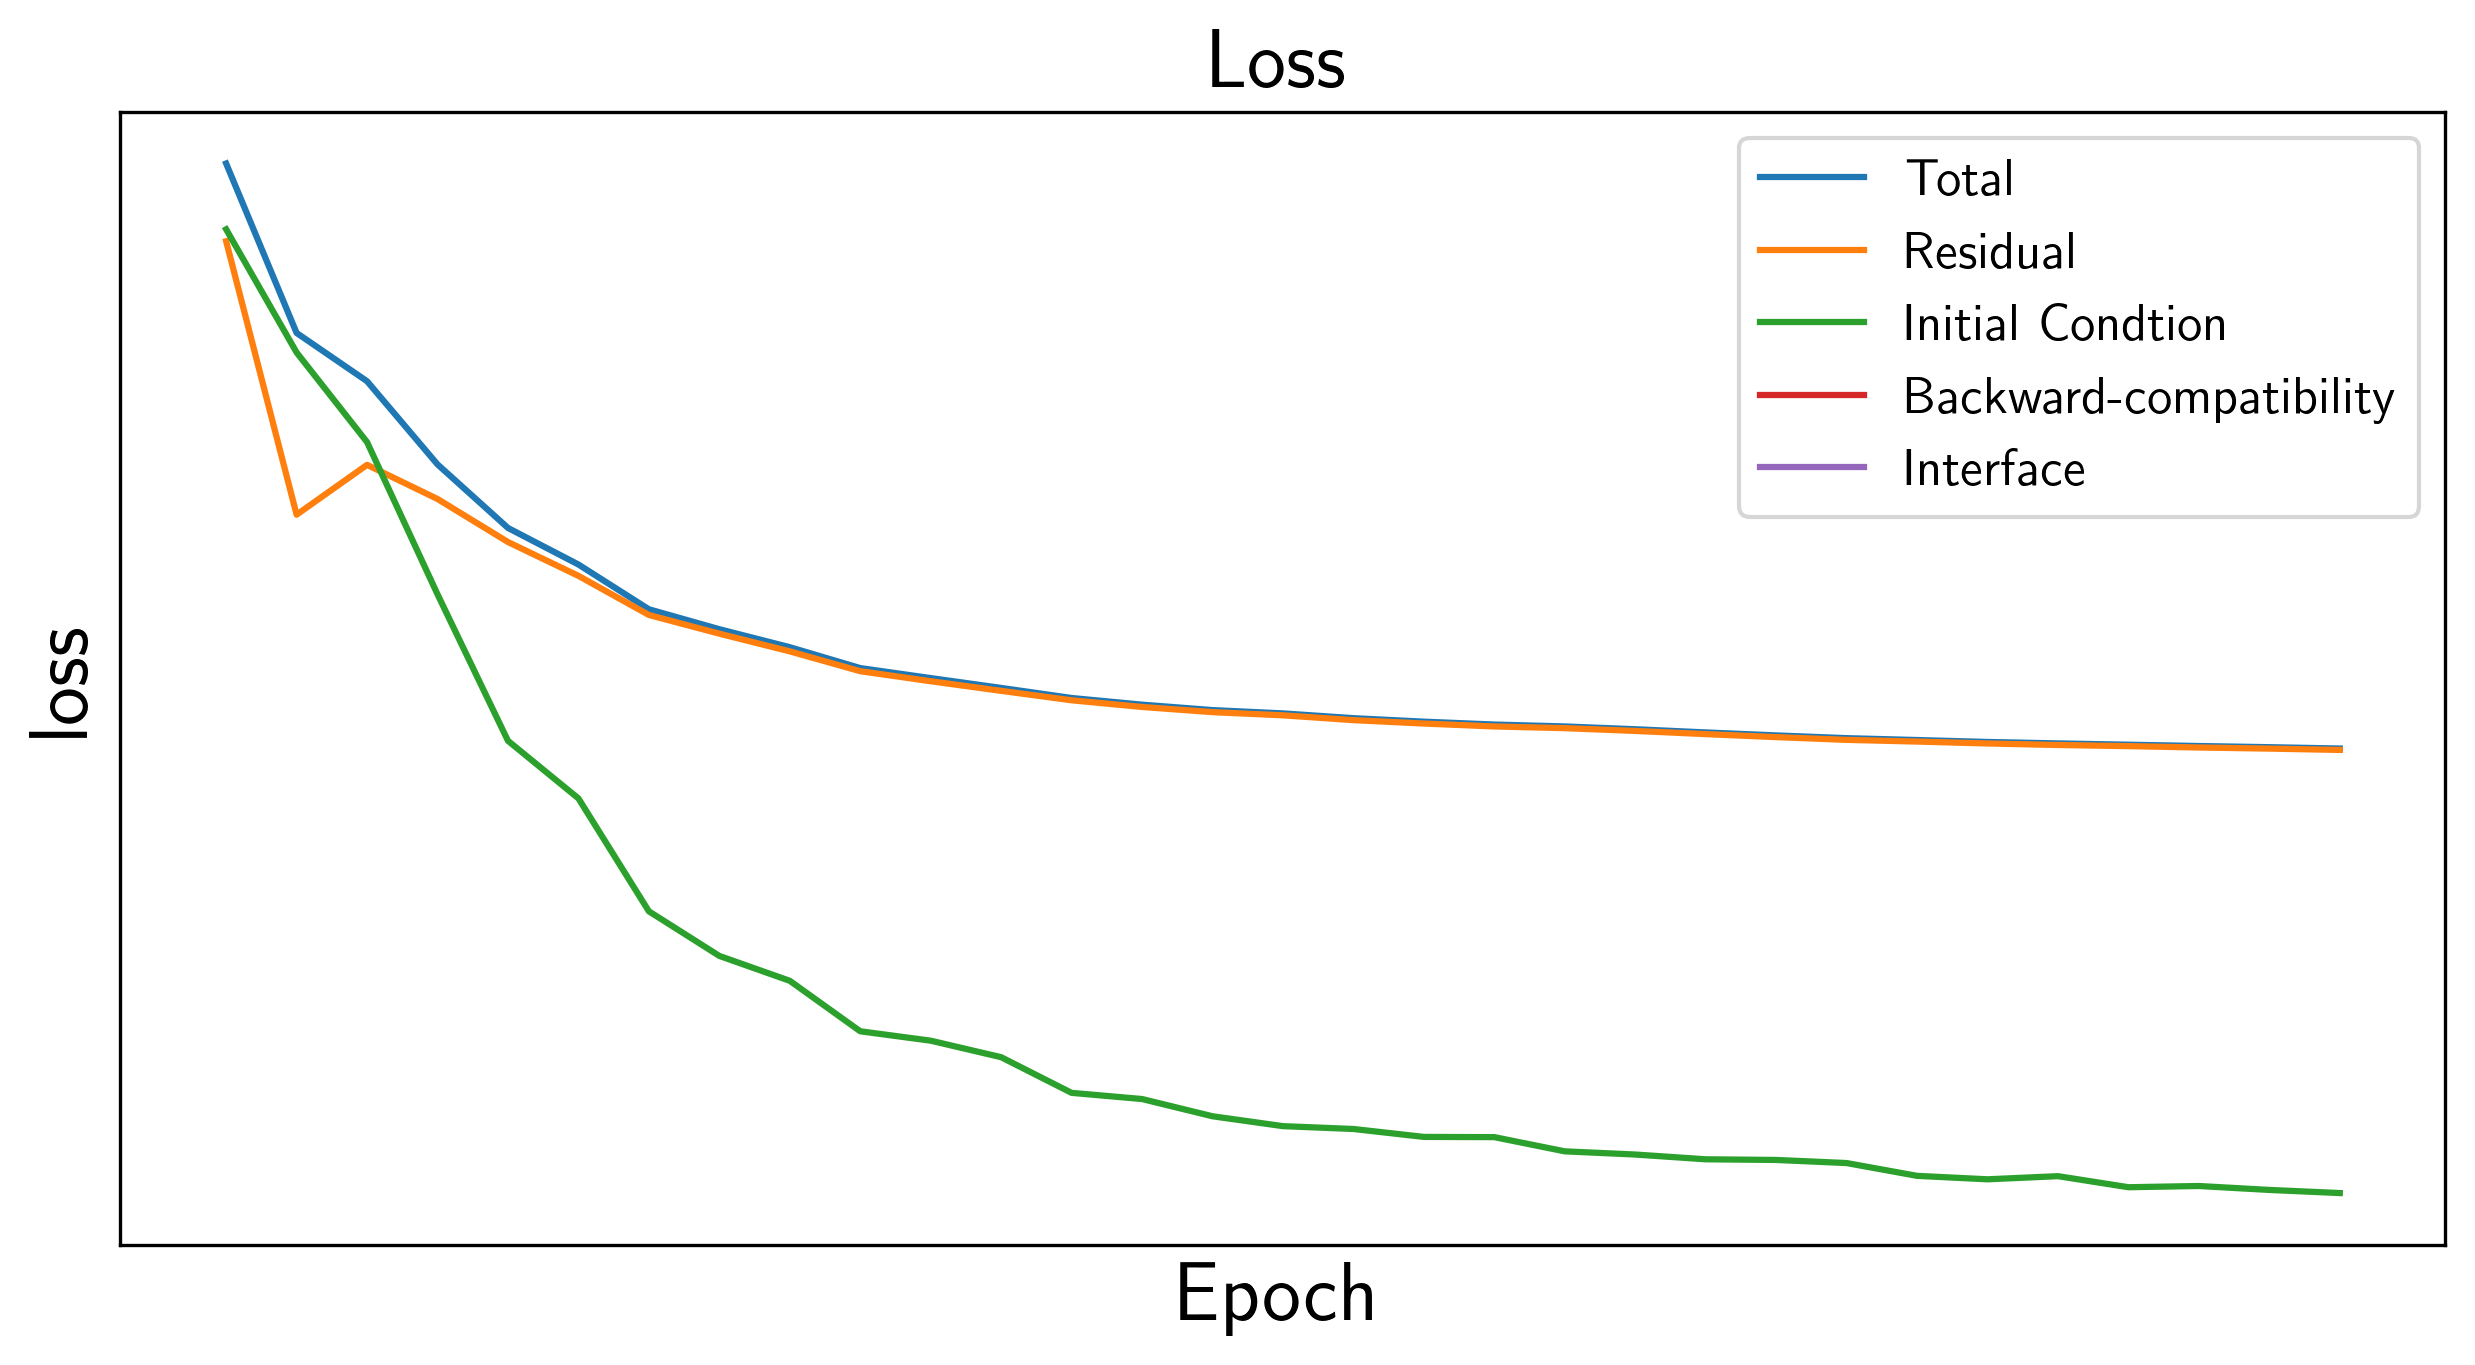 Loss
Total
Residual
Initial Condtion
Backward-compatibility
Interface
loss
Epoch